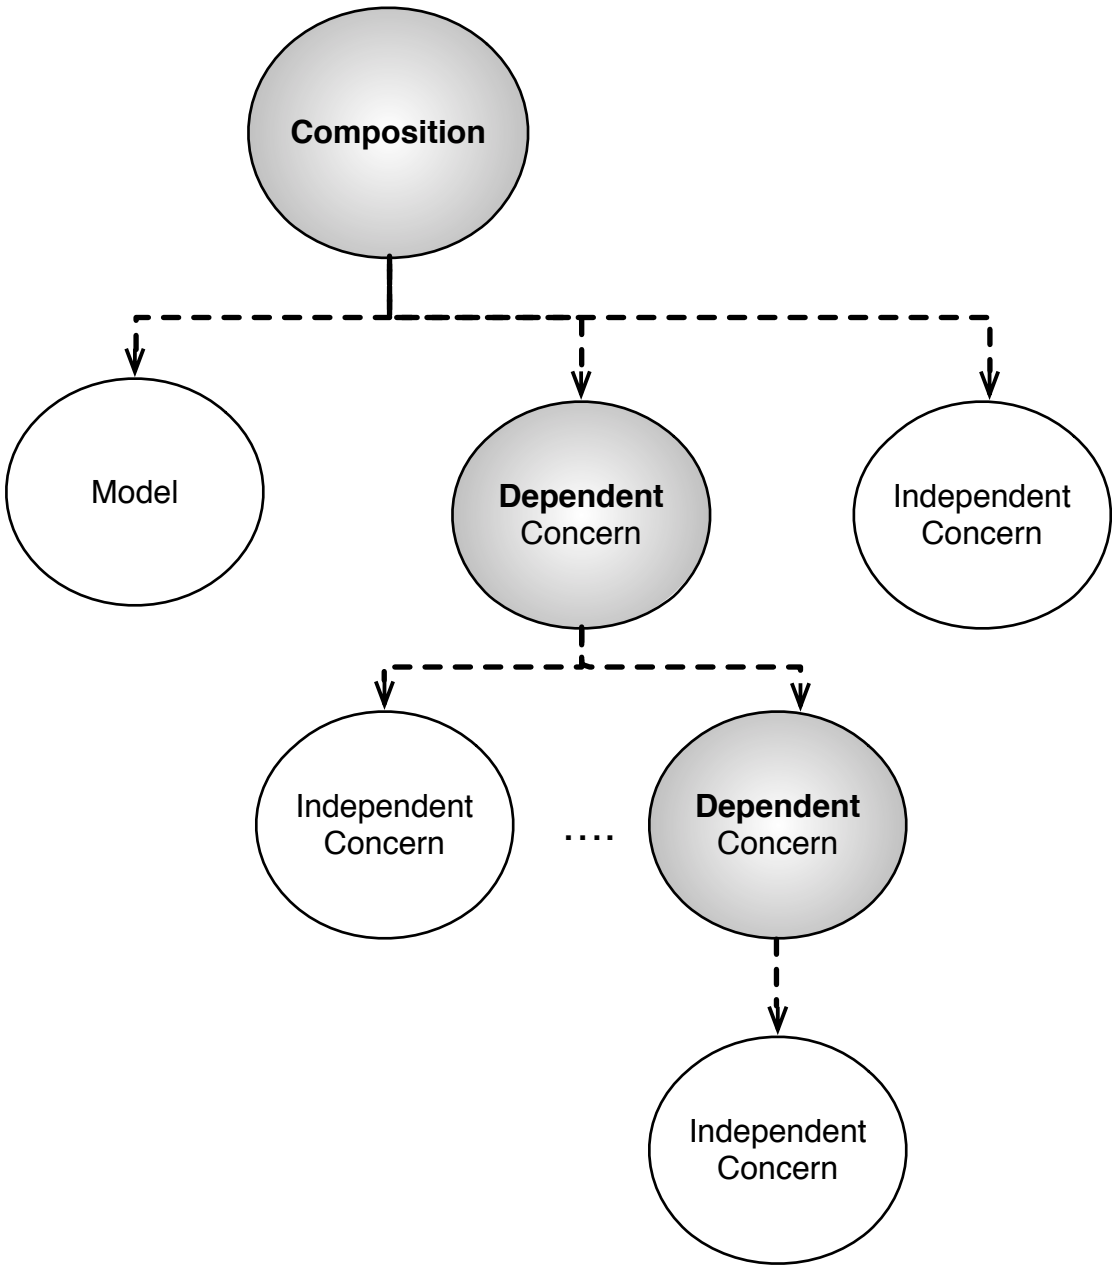 Composition
Model
Dependent
Concern
Independent
Concern
Independent
Concern
....
Dependent
Concern
Independent
Concern